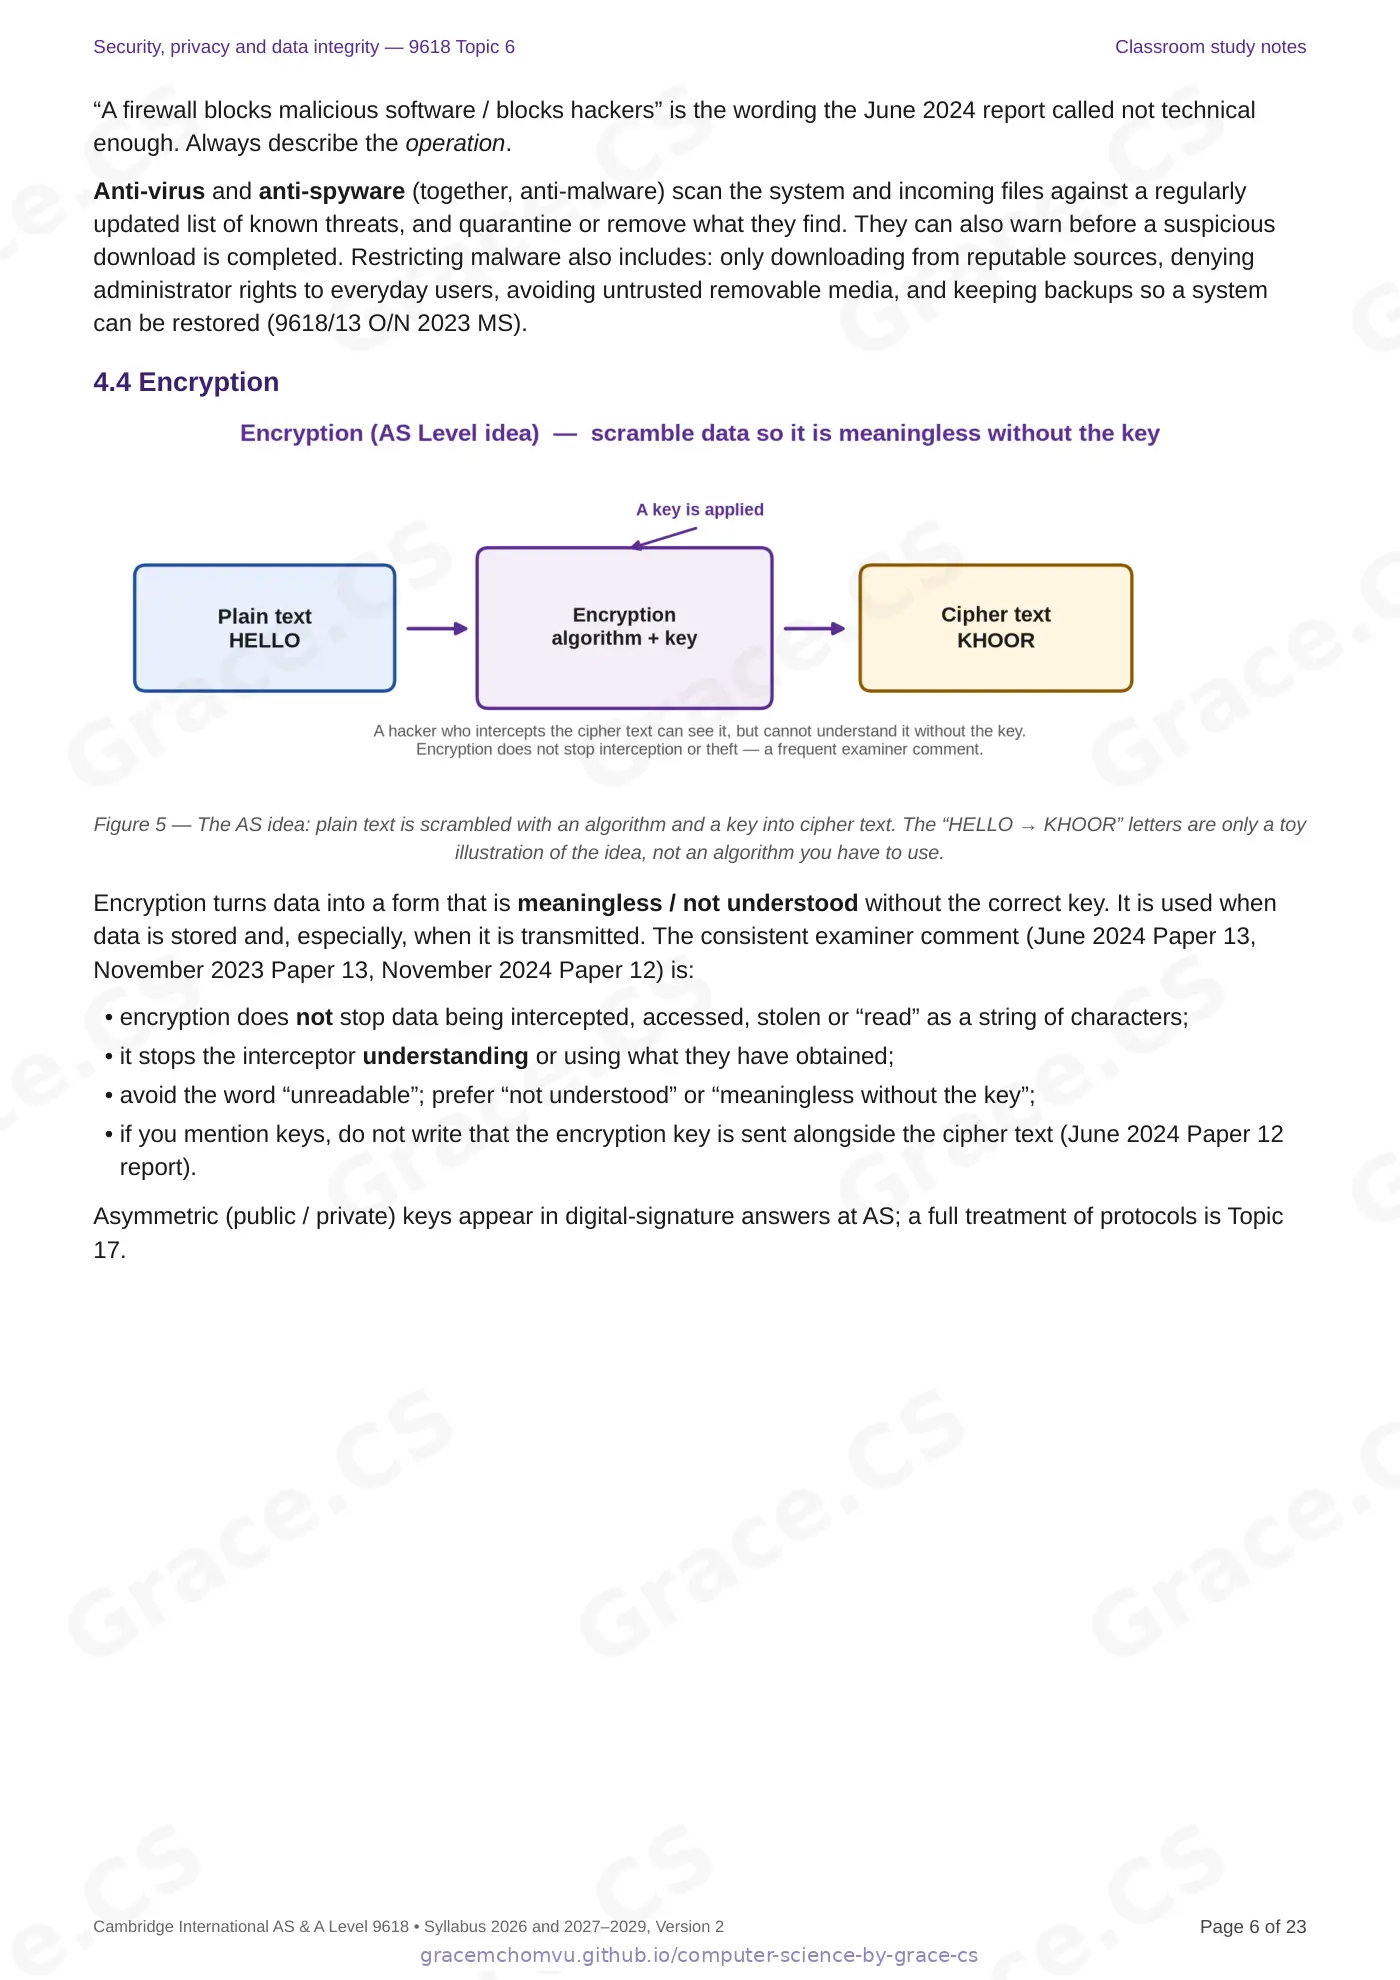 Security, privacy and data integrity — 9618 Topic 6
Classroom study notes
“A firewall blocks malicious software / blocks hackers” is the wording the June 2024 report called not technical
enough. Always describe the operation.
Anti-virus and anti-spyware (together, anti-malware) scan the system and incoming files against a regularly
updated list of known threats, and quarantine or remove what they find. They can also warn before a suspicious
download is completed. Restricting malware also includes: only downloading from reputable sources, denying
administrator rights to everyday users, avoiding untrusted removable media, and keeping backups so a system
can be restored (9618/13 O/N 2023 MS).
4.4 Encryption
Encryption (AS Level idea) — scramble data so it is meaningless without the key
A key is applied
Plain text
HELLO
Encryption
algorithm + key
Cipher text
KHOOR
A hacker who intercepts the cipher text can see it, but cannot understand it without the key.
Encryption does not stop interception or theft — a frequent examiner comment.
Figure 5 — The AS idea: plain text is scrambled with an algorithm and a key into cipher text. The “HELLO → KHOOR” letters are only a toy
illustration of the idea, not an algorithm you have to use.
Encryption turns data into a form that is meaningless / not understood without the correct key. It is used when
data is stored and, especially, when it is transmitted. The consistent examiner comment (June 2024 Paper 13,
November 2023 Paper 13, November 2024 Paper 12) is:
• encryption does not stop data being intercepted, accessed, stolen or “read” as a string of characters;
• it stops the interceptor understanding or using what they have obtained;
• avoid the word “unreadable”; prefer “not understood” or “meaningless without the key”;
• if you mention keys, do not write that the encryption key is sent alongside the cipher text (June 2024 Paper 12
report).
Asymmetric (public / private) keys appear in digital-signature answers at AS; a full treatment of protocols is Topic
17.
Cambridge International AS & A Level 9618 • Syllabus 2026 and 2027–2029, Version 2
Page 6 of 23
gracemchomvu.github.io/computer-science-by-grace-cs
Grace.CS